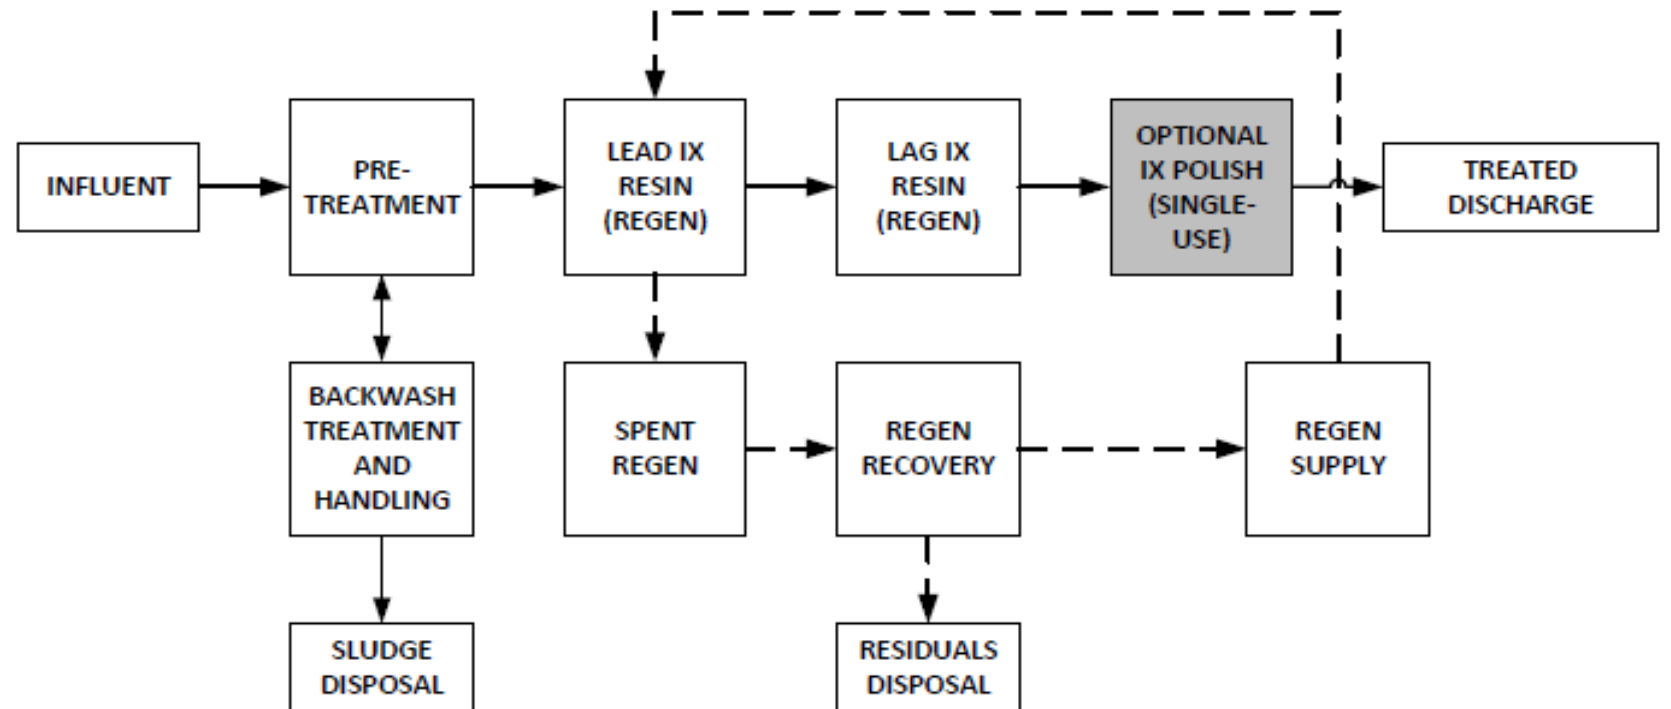 INFLUENT
PRE-
TREATMENT
LEAD IX
RESIN
(REGEN)
LAG IX
RESIN
(REGEN)
OPTIONAL
IX POLISH
(SINGLE-
USE)
TREATED
DISCHARGE
BACKWASH
TREATMENT
AND
HANDLING
SPENT
REGEN
REGEN
RECOVERY
REGEN
SUPPLY
SLUDGE
DISPOSAL
RESIDUALS
DISPOSAL